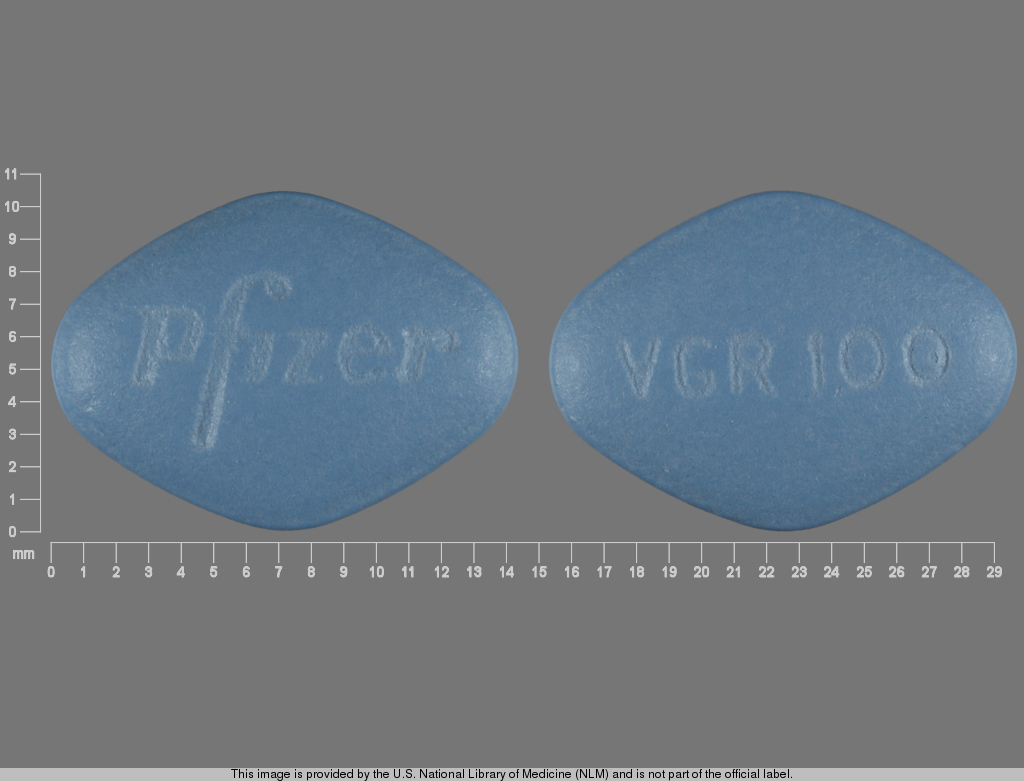 11
10
9
8
7
6
5
4
3
2
1
0
mm
Pfizer
VGR 100
0 1 2 3 4 5 6 7 8 9 10 11 12 13 14 15 16 17 18 19 20 21 22 23 24 25 26 27 28 29
This image is provided by the U.S. National Library of Medicine (NLM) and is not part of the official label.